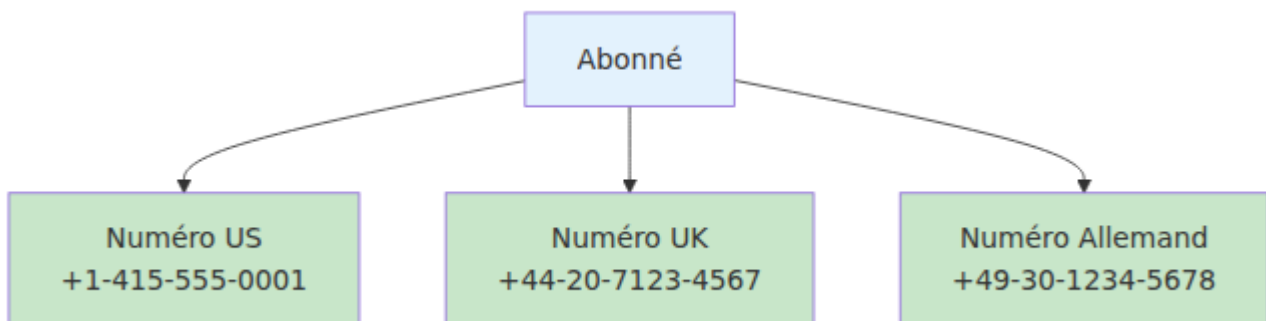 Abonné
Numéro US
+1-415-555-0001
Numéro UK
+44-20-7123-4567
Numéro Allemand
+49-30-1234-5678